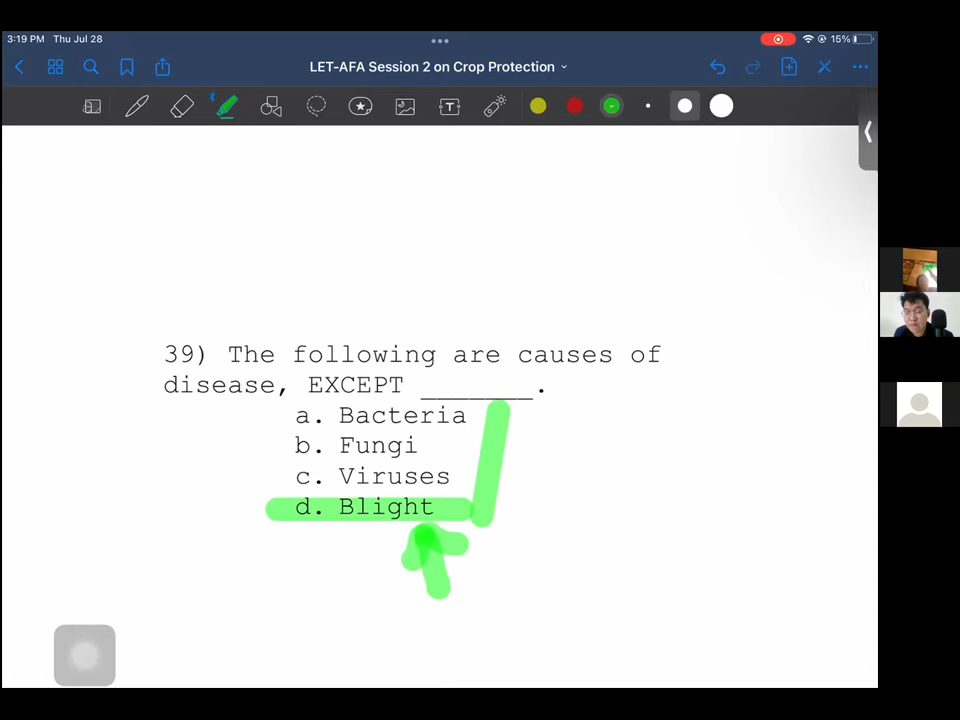 3:19 PM Thu Jul 28
15%
LET-AFA Session 2 on Crop Protection
T
39) The following are causes of
disease, EXCEPT _______.
a. Bacteria
b. Fungi
c. Viruses
d. Blight